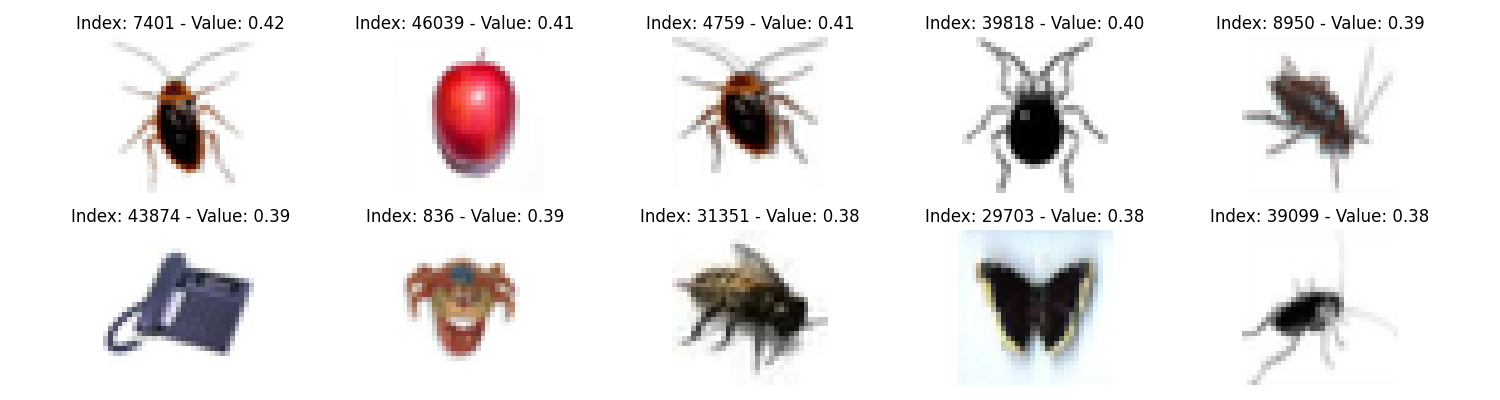 Index: 7401 - Value: 0.42
Index: 46039 - Value: 0.41
Index: 4759 - Value: 0.41
Index: 39818 - Value: 0.40
Index: 8950 - Value: 0.39
Index: 43874 - Value: 0.39
Index: 836 - Value: 0.39
Index: 31351 - Value: 0.38
Index: 29703 - Value: 0.38
Index: 39099 - Value: 0.38